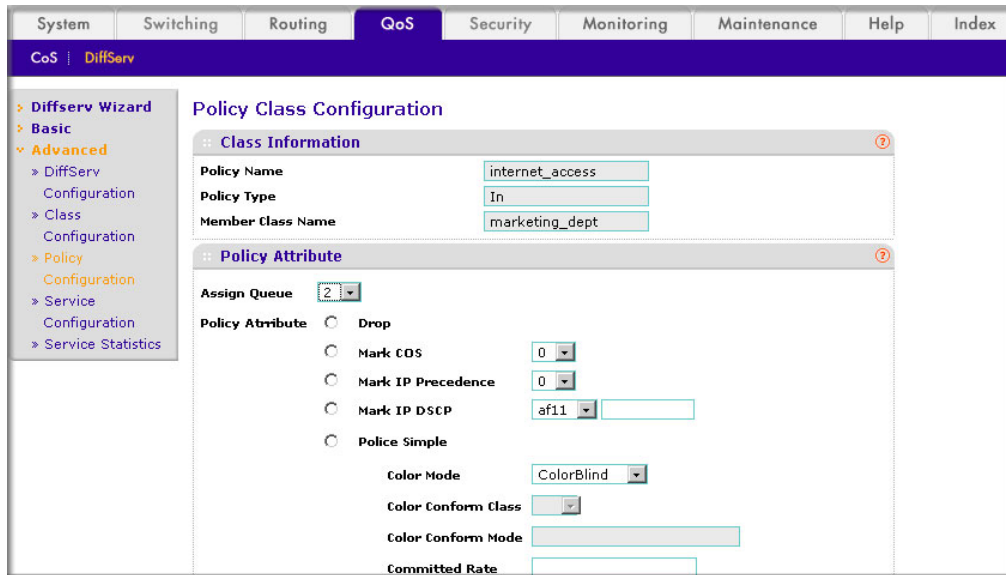 System Switching Routing QoS Security Monitoring Maintenance Help Index
CoS | DiffServ
Diffserv Wizard
Basic
Advanced
» DiffServ
Configuration
» Class
Configuration
» Policy
Configuration
» Service
Configuration
» Service Statistics
Policy Class Configuration
Class Information ?
Policy Name internet_access
Policy Type In
Member Class Name marketing_dept
Policy Attribute ?
Assign Queue 2
Policy Attribute Drop
Mark COS 0
Mark IP Precedence 0
Mark IP DSCP af11
Police Simple
Color Mode ColorBlind
Color Conform Class
Color Conform Mode
Committed Rate